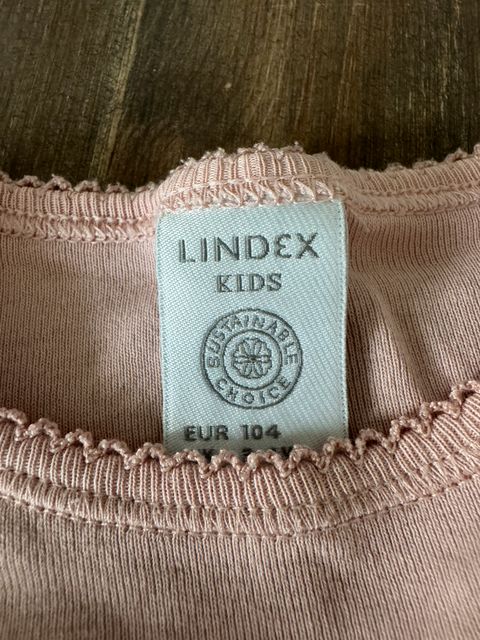 LINDEX
KIDS
SUSTAINABLE
CHOICE
EUR 104